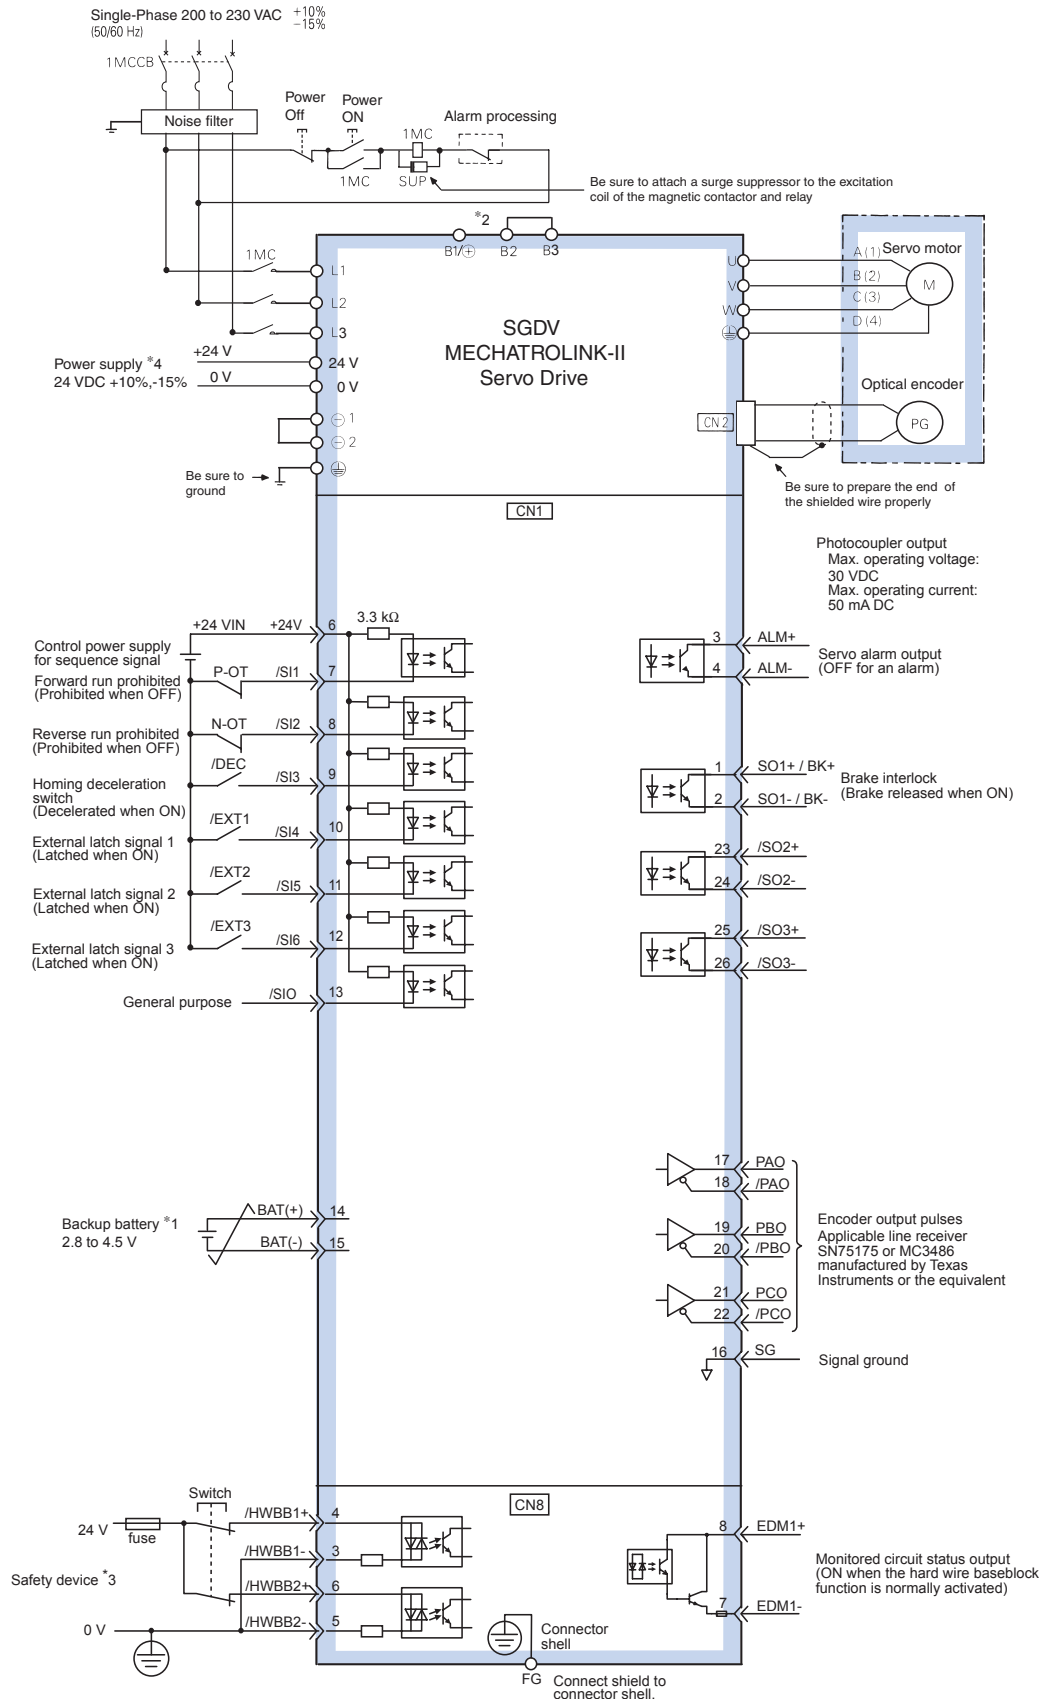 Single-Phase 200 to 230 VAC +10% −15%
(50/60 Hz)
1MCCB
Noise filter
Power Off
Power ON
1MC
1MC
SUP
Alarm processing
Be sure to attach a surge suppressor to the excitation
coil of the magnetic contactor and relay
*2
B1/⊕ B2 B3
1MC
L1
L2
L3
+24 V
24 V
Power supply *4
24 VDC +10%,-15%
0 V
0 V
⊖ 1
⊖ 2
Be sure to
ground
SGDV
MECHATROLINK-II
Servo Drive
U
V
W
A (1)
B (2)
C (3)
D (4)
Servo motor
M
Optical encoder
PG
CN 2
Be sure to prepare the end of
the shielded wire properly
CN1
Photocoupler output
Max. operating voltage:
30 VDC
Max. operating current:
50 mA DC
+24 VIN +24V 6
3.3 kΩ
Control power supply
for sequence signal
Forward run prohibited
(Prohibited when OFF)
P-OT /SI1 7
Reverse run prohibited
(Prohibited when OFF)
N-OT /SI2 8
Homing deceleration
switch
(Decelerated when ON)
/DEC /SI3 9
External latch signal 1
(Latched when ON)
/EXT1 /SI4 10
External latch signal 2
(Latched when ON)
/EXT2 /SI5 11
External latch signal 3
(Latched when ON)
/EXT3 /SI6 12
General purpose /SIO 13
3 ALM+
4 ALM-
Servo alarm output
(OFF for an alarm)
1 SO1+ / BK+
2 SO1- / BK-
Brake interlock
(Brake released when ON)
23 /SO2+
24 /SO2-
25 /SO3+
26 /SO3-
Backup battery *1
2.8 to 4.5 V
BAT(+) 14
BAT(-) 15
17 PAO
18 /PAO
19 PBO
20 /PBO
21 PCO
22 /PCO
Encoder output pulses
Applicable line receiver
SN75175 or MC3486
manufactured by Texas
Instruments or the equivalent
16 SG
Signal ground
CN8
Switch
24 V
fuse
/HWBB1+ 4
/HWBB1- 3
Safety device *3
/HWBB2+ 6
0 V
/HWBB2- 5
8 EDM1+
7 EDM1-
Monitored circuit status output
(ON when the hard wire baseblock
function is normally activated)
Connector
shell
FG
Connect shield to
connector shell.